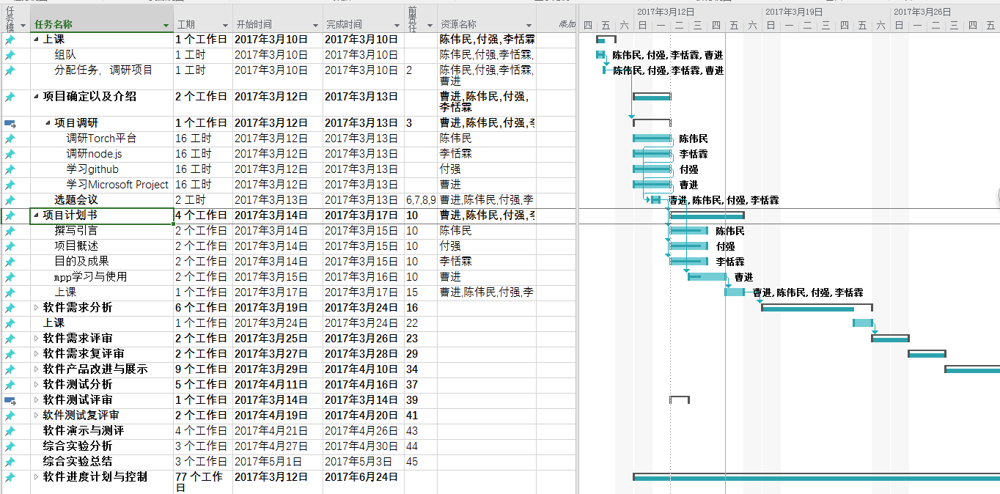 任务模 任务名称 工期 开始时间 完成时间 前置任 资源名称 添加
2017年3月12日 2017年3月19日 2017年3月26日
四 五 六 日 一 二 三 四 五 六 日 一 二 三 四 五 六 日 一 二 三 四 五
上课 1 个工作日 2017年3月10日 2017年3月10日 陈伟民,付强,李恬霖
组队 1 工时 2017年3月10日 2017年3月10日 陈伟民,付强,李恬霖, 陈伟民, 付强, 李恬霖, 曹进
分配任务，调研项目 1 工时 2017年3月10日 2017年3月10日 2 陈伟民,付强,李恬霖, 陈伟民, 付强, 李恬霖, 曹进
曹进
项目确定以及介绍 2 个工作日 2017年3月12日 2017年3月13日 曹进,陈伟民,付强,
李恬霖
项目调研 1 个工作日 2017年3月12日 2017年3月13日 3 曹进,陈伟民,付强,
调研Torch平台 16 工时 2017年3月12日 2017年3月13日 陈伟民 陈伟民
调研node.js 16 工时 2017年3月12日 2017年3月13日 李恬霖 李恬霖
学习github 16 工时 2017年3月12日 2017年3月13日 付强 付强
学习Microsoft Project 16 工时 2017年3月12日 2017年3月13日 曹进 曹进
选题会议 2 工时 2017年3月13日 2017年3月13日 6,7,8,9 曹进,陈伟民,付强,李 曹进, 陈伟民, 付强, 李恬霖
项目计划书 4 个工作日 2017年3月14日 2017年3月17日 10 曹进,陈伟民,付强,
撰写引言 2 个工作日 2017年3月14日 2017年3月15日 10 陈伟民 陈伟民
项目概述 2 个工作日 2017年3月14日 2017年3月15日 10 付强 付强
目的及成果 2 个工作日 2017年3月14日 2017年3月15日 10 李恬霖 李恬霖
mpp学习与使用 2 个工作日 2017年3月15日 2017年3月16日 10 曹进 曹进
上课 1 个工作日 2017年3月17日 2017年3月17日 15 曹进,陈伟民,付强,李 曹进, 陈伟民, 付强, 李恬霖
软件需求分析 6 个工作日 2017年3月19日 2017年3月24日 16
上课 1 个工作日 2017年3月24日 2017年3月24日 22
软件需求评审 2 个工作日 2017年3月25日 2017年3月26日 23
软件需求复评审 2 个工作日 2017年3月27日 2017年3月28日 29
软件产品改进与展示 9 个工作日 2017年3月29日 2017年4月10日 34
软件测试分析 5 个工作日 2017年4月11日 2017年4月16日 37
软件测试评审 1 个工作日 2017年3月14日 2017年3月14日 39
软件测试复评审 2 个工作日 2017年4月19日 2017年4月20日 41
软件演示与测评 4 个工作日 2017年4月21日 2017年4月26日 43
综合实验分析 3 个工作日 2017年4月27日 2017年4月30日 44
综合实验总结 3 个工作日 2017年5月1日 2017年5月3日 45
软件进度计划与控制 77 个工作 2017年3月12日 2017年6月24日
日